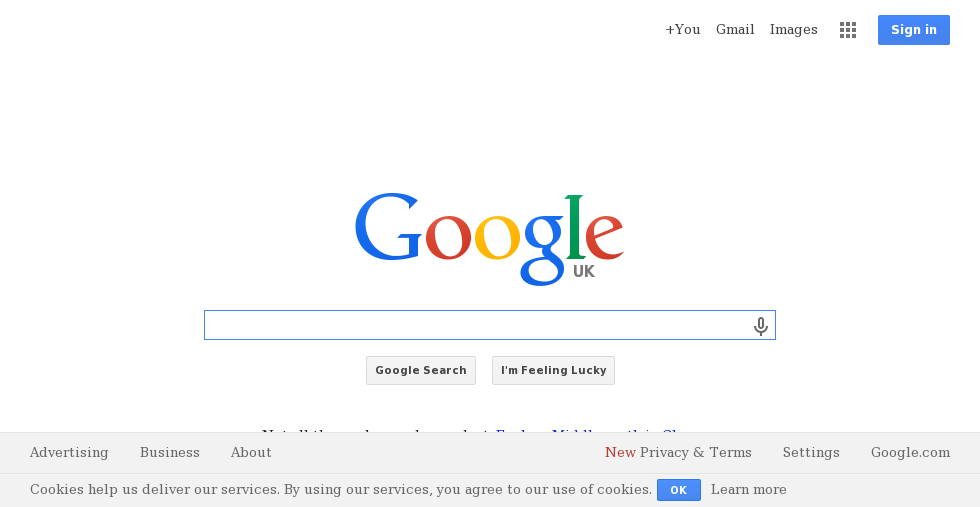 +You Gmail Images Sign in
Google
UK
Google Search I'm Feeling Lucky
Advertising Business About New Privacy & Terms Settings Google.com
Cookies help us deliver our services. By using our services, you agree to our use of cookies. OK Learn more